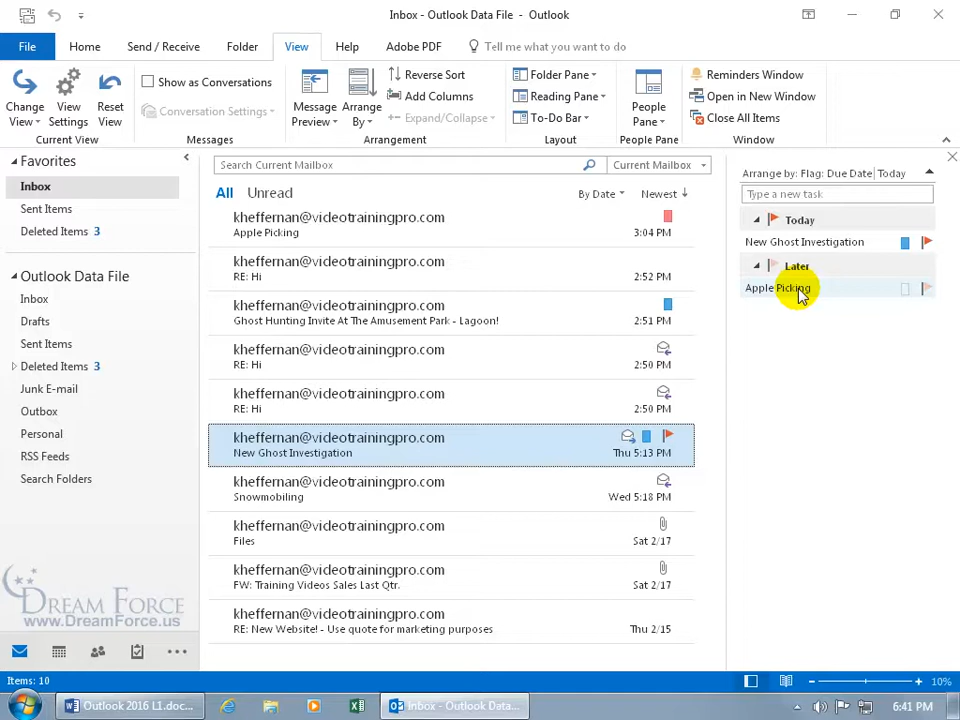 Inbox - Outlook Data File - Outlook
File Home Send / Receive Folder View Help Adobe PDF Tell me what you want to do
Change View
View Settings
Reset View
Current View
Show as Conversations
Conversation Settings
Messages
Message Preview
Arrange By
Reverse Sort
Add Columns
Expand/Collapse
Arrangement
Folder Pane
Reading Pane
To-Do Bar
Layout
People Pane
People Pane
Reminders Window
Open in New Window
Close All Items
Window
Favorites
Inbox
Sent Items
Deleted Items 3
Outlook Data File
Inbox
Drafts
Sent Items
Deleted Items 3
Junk E-mail
Outbox
Personal
RSS Feeds
Search Folders
DREAM FORCE
www.DreamForce.us
Search Current Mailbox Current Mailbox
All Unread By Date Newest
kheffernan@videotrainingpro.com
Apple Picking 3:04 PM
kheffernan@videotrainingpro.com
RE: Hi 2:52 PM
kheffernan@videotrainingpro.com
Ghost Hunting Invite At The Amusement Park - Lagoon! 2:51 PM
kheffernan@videotrainingpro.com
RE: Hi 2:50 PM
kheffernan@videotrainingpro.com
RE: Hi 2:50 PM
kheffernan@videotrainingpro.com
New Ghost Investigation Thu 5:13 PM
kheffernan@videotrainingpro.com
Snowmobiling Wed 5:18 PM
kheffernan@videotrainingpro.com
Files Sat 2/17
kheffernan@videotrainingpro.com
FW: Training Videos Sales Last Qtr. Sat 2/17
kheffernan@videotrainingpro.com
RE: New Website! - Use quote for marketing purposes Thu 2/15
Arrange by: Flag: Due Date Today
Type a new task
Today
New Ghost Investigation
Later
Apple Picking
Items: 10 10%
Outlook 2016 L1.doc... Inbox - Outlook Data... 6:41 PM